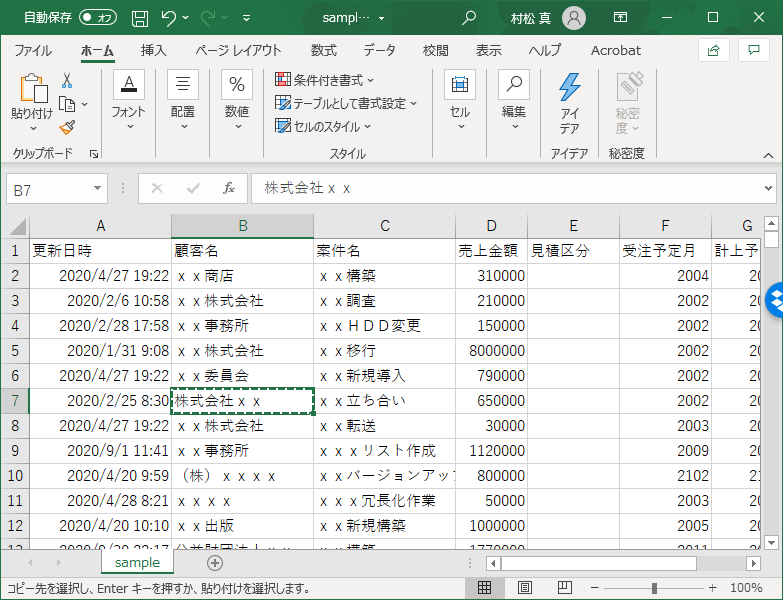 自動保存 オフ sampl… 村松 真
ファイル ホーム 挿入 ページ レイアウト 数式 データ 校閲 表示 ヘルプ Acrobat
貼り付け
クリップボード
フォント
配置
%
数値
条件付き書式
テーブルとして書式設定
セルのスタイル
スタイル
セル
編集
アイ
デア
アイデア
秘密
度
秘密度
B7 fx 株式会社ｘｘ
A B C D E F G
1 更新日時 顧客名 案件名 売上金額 見積区分 受注予定月 計上予
2 2020/4/27 19:22 ｘｘ商店 ｘｘ構築 310000 2004 20
3 2020/2/6 10:58 ｘｘ株式会社 ｘｘ調査 210000 2002 20
4 2020/2/28 17:58 ｘｘ事務所 ｘｘＨＤＤ変更 150000 2002 20
5 2020/1/31 9:08 ｘｘ株式会社 ｘｘ移行 8000000 2002 20
6 2020/4/27 19:22 ｘｘ委員会 ｘｘ新規導入 790000 2002 20
7 2020/2/25 8:30 株式会社ｘｘ ｘｘ立ち合い 650000 2002 20
8 2020/4/27 19:22 ｘｘ株式会社 ｘｘ転送 30000 2003 20
9 2020/9/1 11:41 ｘｘ事務所 ｘｘｘリスト作成 1120000 2009 20
10 2020/4/20 9:59 （株）ｘｘｘｘ ｘｘバージョンアップ 800000 2102 21
11 2020/4/28 8:21 ｘｘｘｘ ｘｘｘ冗長化作業 50000 2003 20
12 2020/4/20 10:10 ｘｘ出版 ｘｘ新規構築 1000000 2005 20
sample
コピー先を選択し、Enter キーを押すか、貼り付けを選択します。 100%